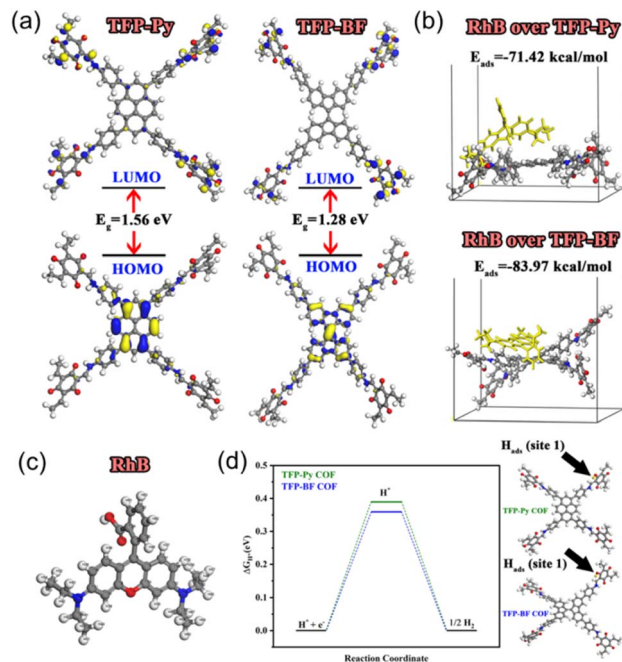 (a)
TFP-Py
TFP-BF
LUMO
LUMO
Eg=1.56 eV
Eg=1.28 eV
HOMO
HOMO
(b)
RhB over TFP-Py
Eads=-71.42 kcal/mol
RhB over TFP-BF
Eads=-83.97 kcal/mol
(c)
RhB
(d)
TFP-Py COF
TFP-BF COF
H*
0.5
0.4
0.3
0.2
0.1
0.0
ΔGH*(eV)
H+ + e-
1/2 H2
Reaction Coordinate
Hads (site 1)
TFP-Py COF
Hads (site 1)
TFP-BF COF